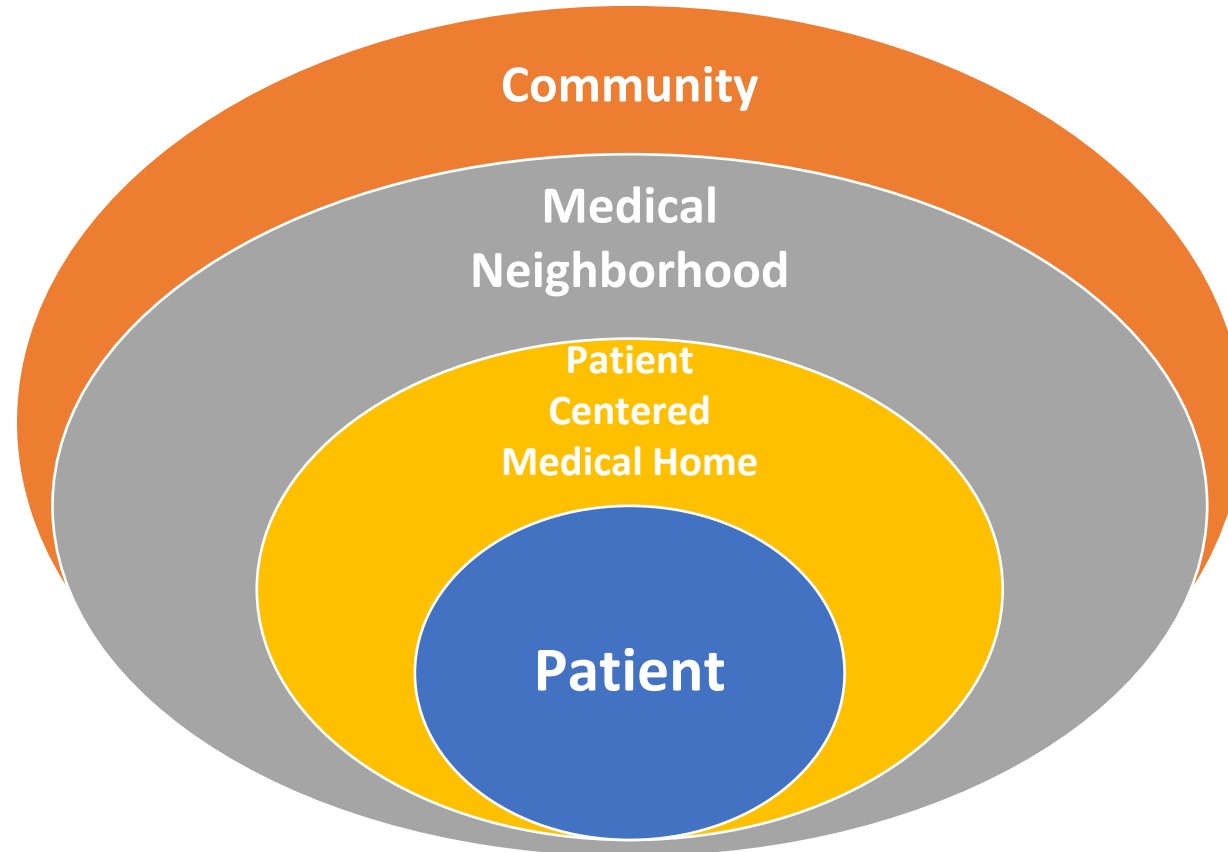 Community
Medical
Neighborhood
Patient
Centered
Medical Home
Patient